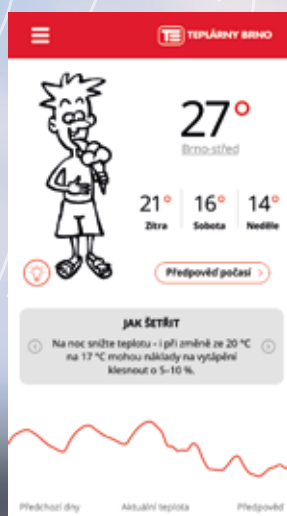 TE TEPLÁRNY BRNO
27°
Brno-střed
21° 16° 14°
Zítra Sobota Neděle
Předpověď počasí >
JAK ŠETŘIT
Na noc snižte teplotu – i při změně ze 20 °C
na 17 °C mohou náklady na vytápění
klesnout o 5–10 %.
Předchozí dny Aktuální teplota Předpověď